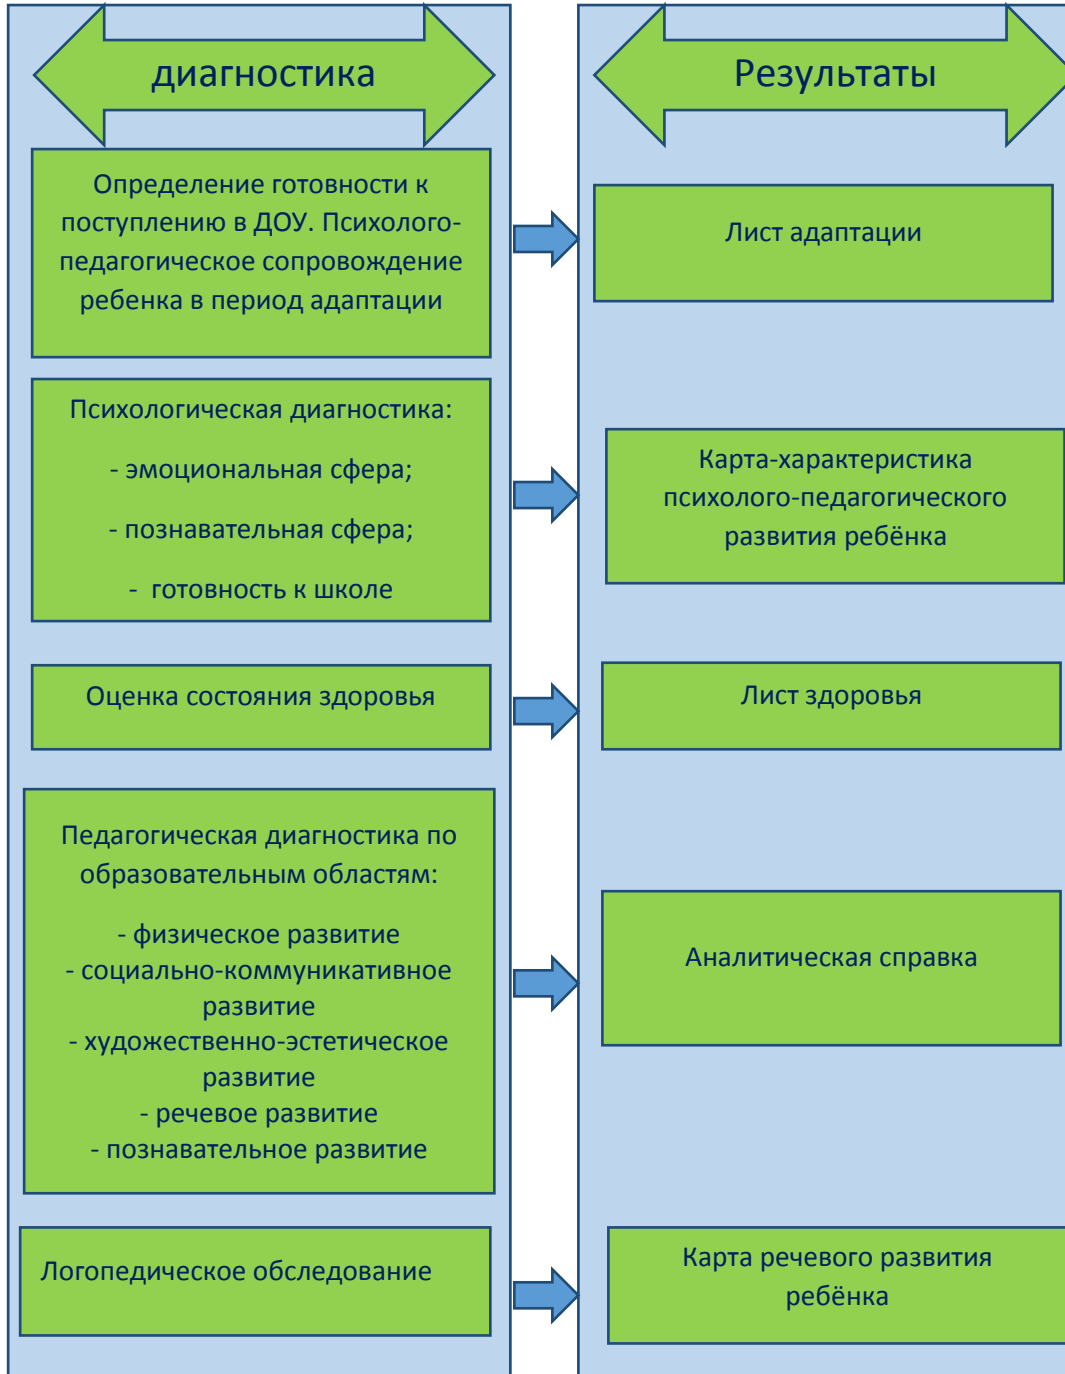 диагностика
Результаты
Определение готовности к
поступлению в ДОУ. Психолого-
педагогическое сопровождение
ребенка в период адаптации
Лист адаптации
Психологическая диагностика:
- эмоциональная сфера;
- познавательная сфера;
- готовность к школе
Карта-характеристика
психолого-педагогического
развития ребёнка
Оценка состояния здоровья
Лист здоровья
Педагогическая диагностика по
образовательным областям:
- физическое развитие
- социально-коммуникативное
развитие
- художественно-эстетическое
развитие
- речевое развитие
- познавательное развитие
Аналитическая справка
Логопедическое обследование
Карта речевого развития
ребёнка